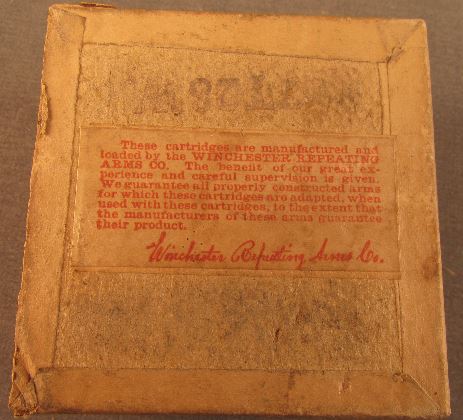 These cartridges are manufactured and
loaded by the WINCHESTER REPEATING
ARMS CO. The benefit of our great ex-
perience and careful supervision is given.
We guarantee all properly constructed arms
for which these cartridges are adapted, when
used with these cartridges, to the extent that
the manufacturers of these arms guarantee
their product.
Winchester Repeating Arms Co.